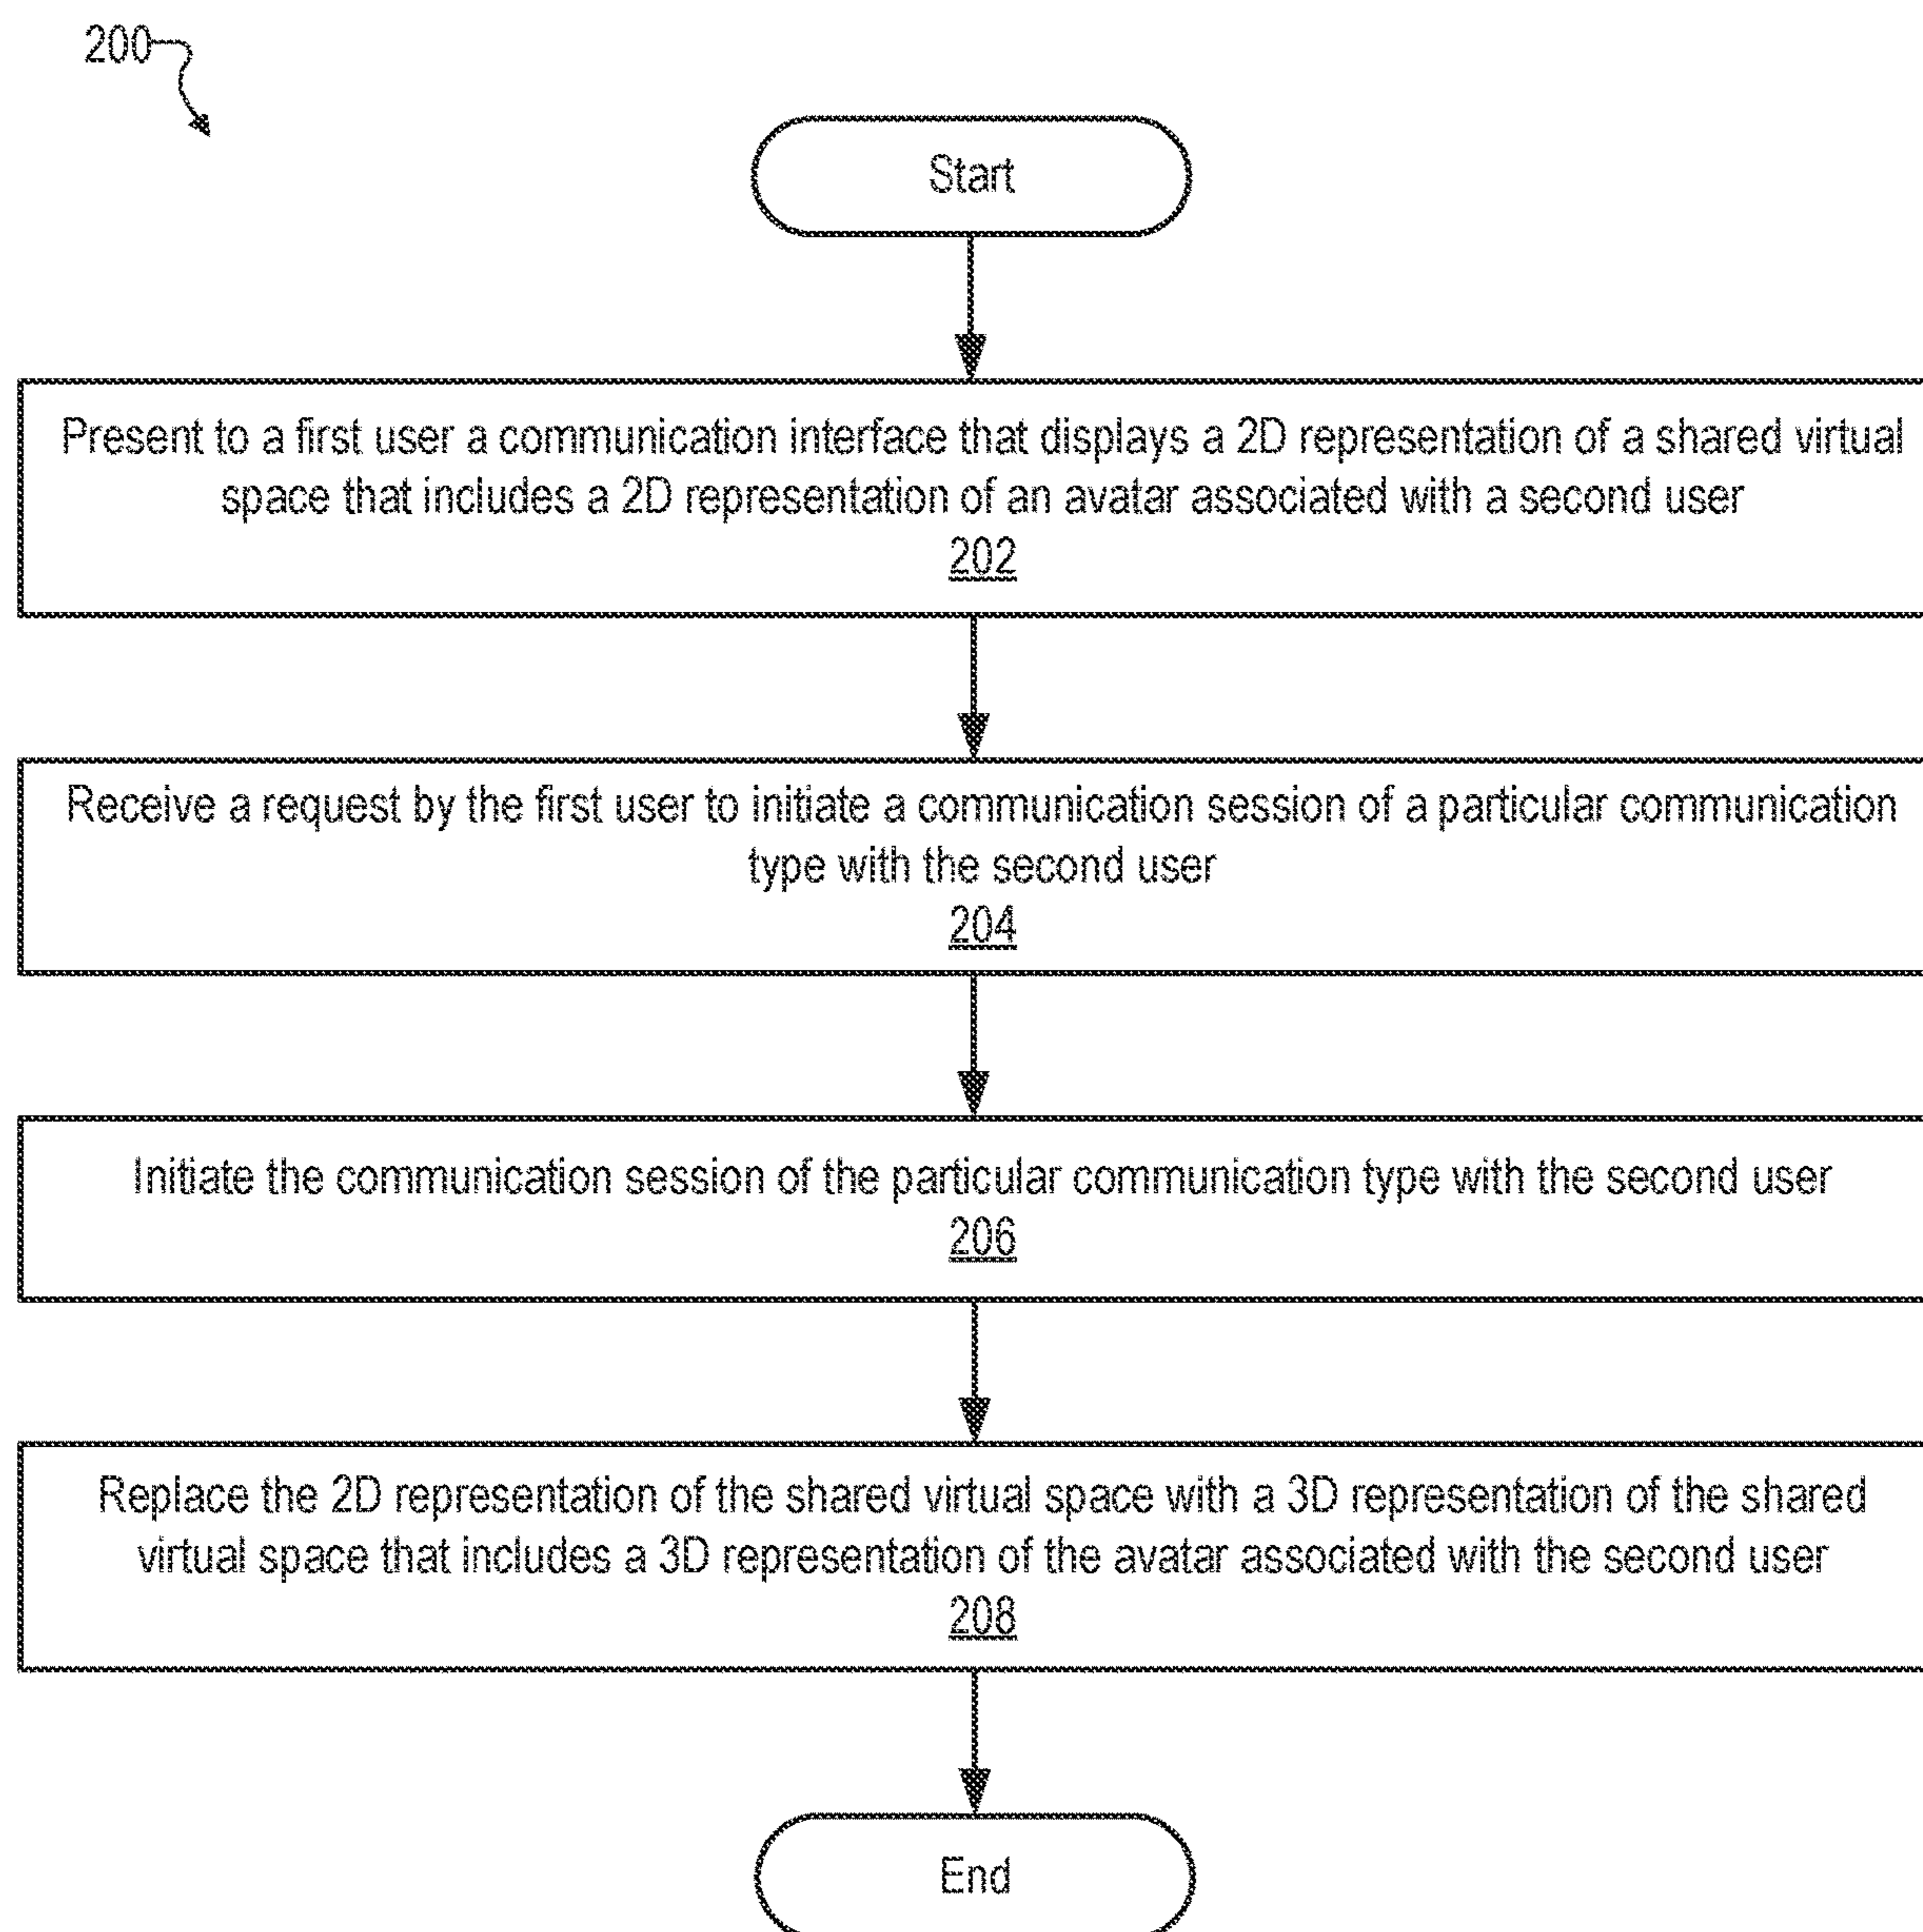 200
Start
Present to a first user a communication interface that displays a 2D representation of a shared virtual
space that includes a 2D representation of an avatar associated with a second user
202
Receive a request by the first user to initiate a communication session of a particular communication
type with the second user
204
Initiate the communication session of the particular communication type with the second user
206
Replace the 2D representation of the shared virtual space with a 3D representation of the shared
virtual space that includes a 3D representation of the avatar associated with the second user
208
End